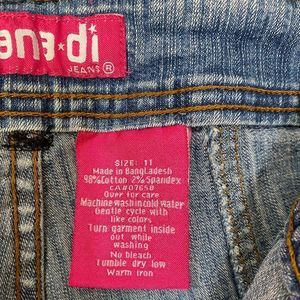 ena★di
JEANS®
SIZE: 11
Made in BangLadesh
98%Cotton 2%Spandex
CA#07650
Over for care
Machine wash in cold water
Gentle cycle with
like colors
Turn garment inside
out while
washing
No bleach
Tumble dry low
Warm iron